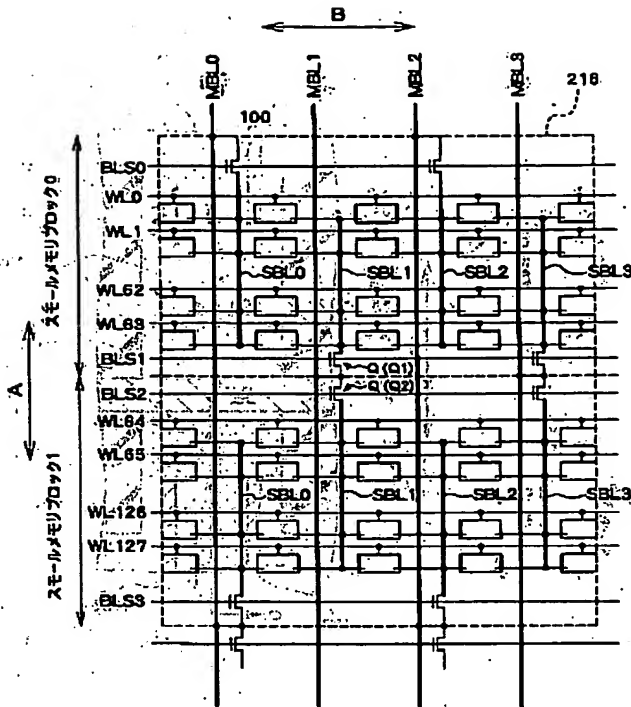 B
MBL0
MBL1
MBL2
MBL3
100
216
スモールメモリブロック0
BLS0
WL0
WL1
SBL0
SBL1
SBL2
SBL3
WL62
WL63
BLS1
Q(Q1)
A
BLS2
Q(Q2)
WL64
WL65
SBL0
SBL1
SBL2
SBL3
スモールメモリブロック1
WL126
WL127
BLS3